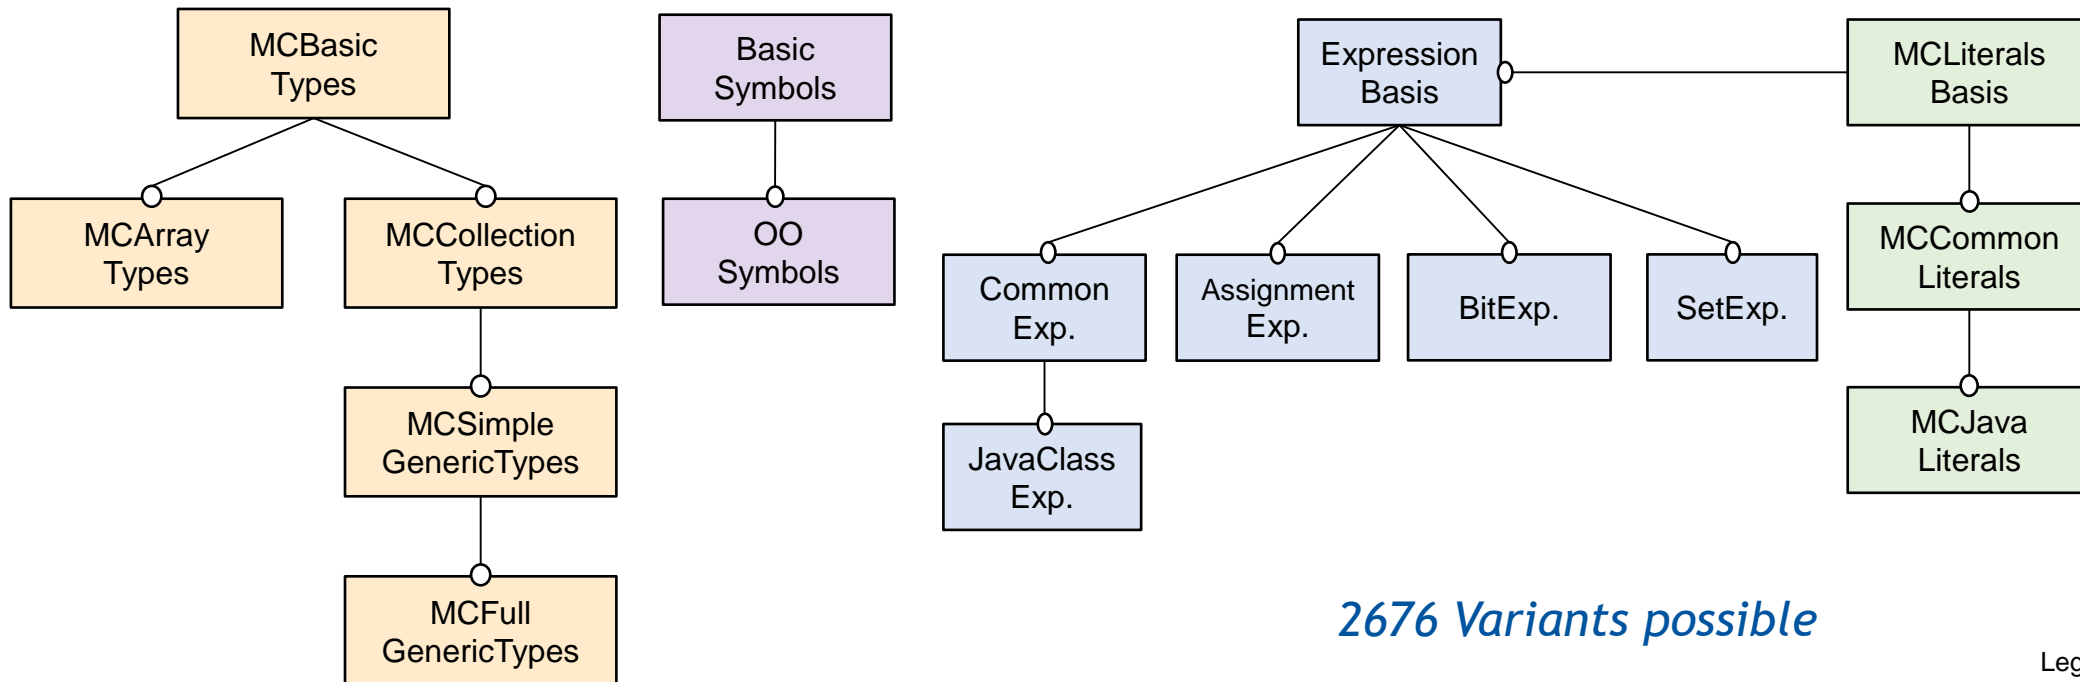 MCBasic
Types
Basic
Symbols
Expression
Basis
MCLiterals
Basis
MCArray
Types
MCCollection
Types
OO
Symbols
MCCommon
Literals
Common
Exp.
Assignment
Exp.
BitExp.
SetExp.
MCSimple
GenericTypes
JavaClass
Exp.
MCJava
Literals
MCFull
GenericTypes
2676 Variants possible
Leg